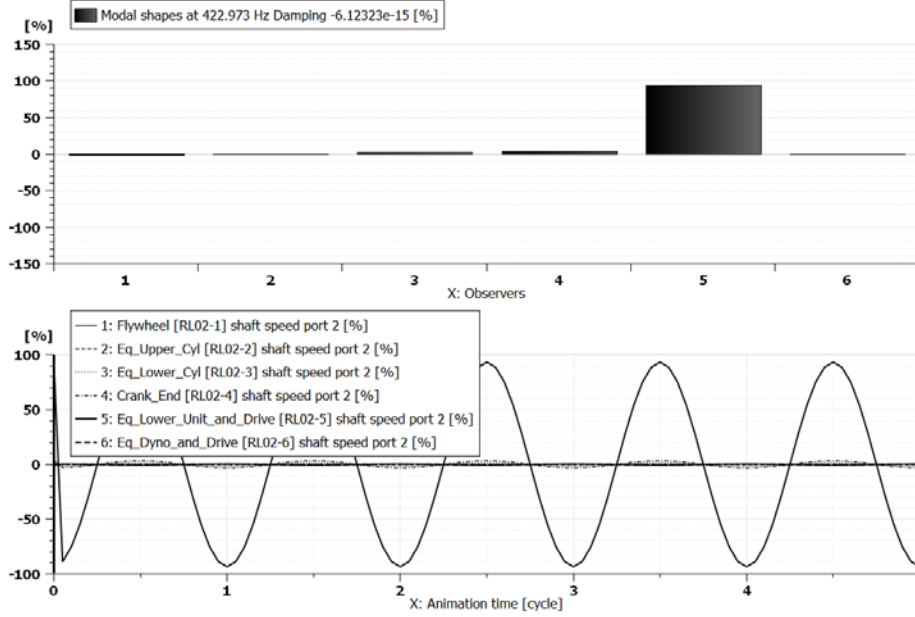 Modal shapes at 422.973 Hz Damping -6.12323e-15 [%]
[%]
150
100
50
0
-50
-100
-150
1 2 3 4 5 6
X: Observers
[%]
100
50
0
-50
-100
1: Flywheel [RL02-1] shaft speed port 2 [%]
2: Eq_Upper_Cyl [RL02-2] shaft speed port 2 [%]
3: Eq_Lower_Cyl [RL02-3] shaft speed port 2 [%]
4: Crank_End [RL02-4] shaft speed port 2 [%]
5: Eq_Lower_Unit_and_Drive [RL02-5] shaft speed port 2 [%]
6: Eq_Dyno_and_Drive [RL02-6] shaft speed port 2 [%]
0 1 2 3 4
X: Animation time [cycle]